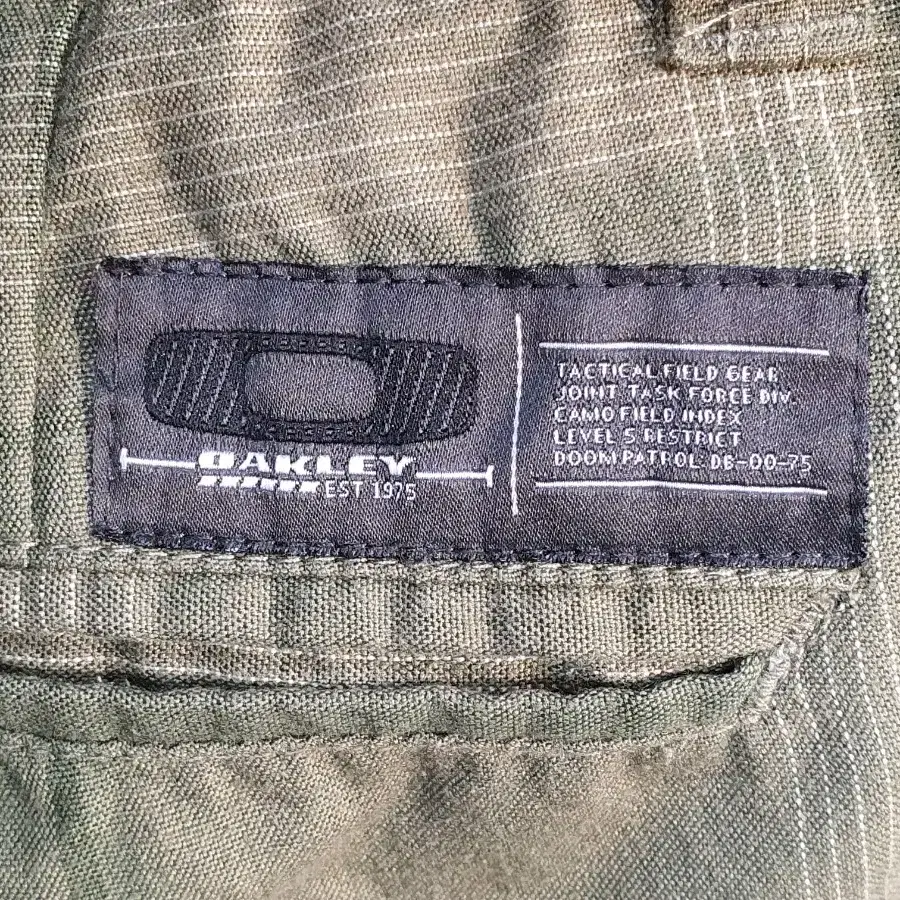 OAKLEY
EST 1975
TACTICAL FIELD GEAR
JOINT TASK FORCE DIV.
CAMO FIELD INDEX
LEVEL 5 RESTRICT
DOOM PATROL DB-00-75